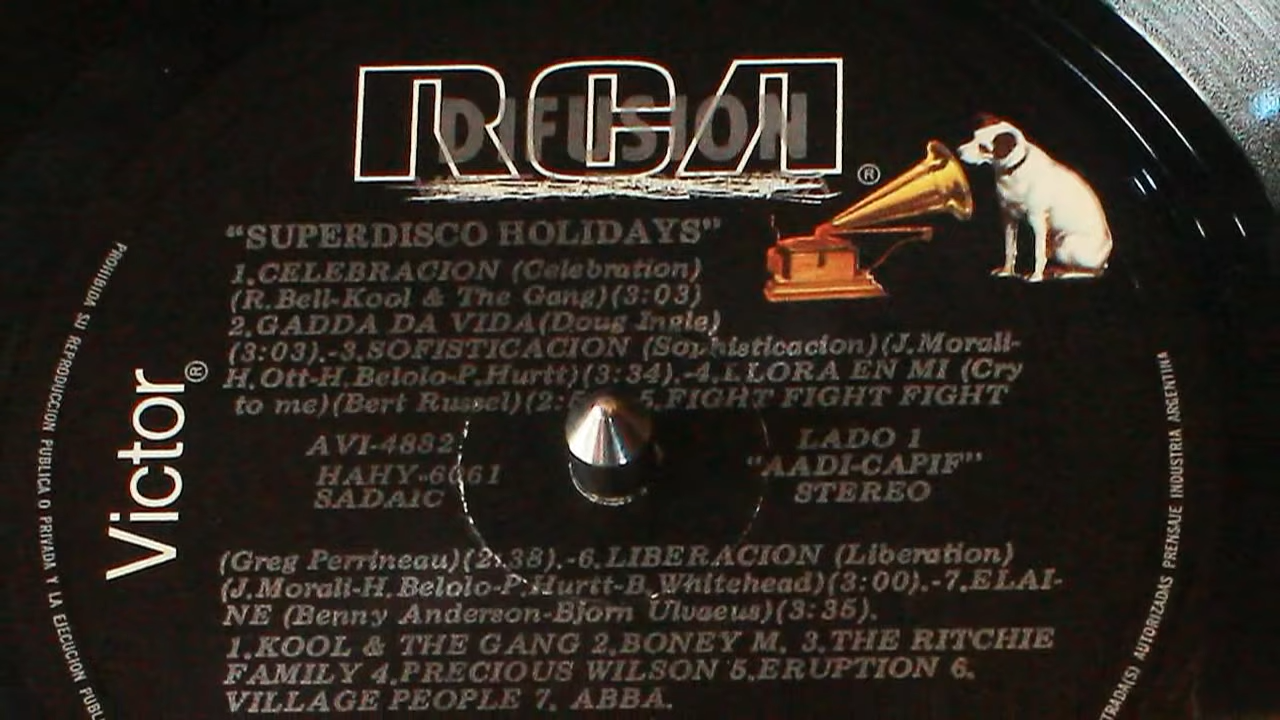 RCA
DIFUSION
®
"SUPERDISCO HOLIDAYS"
1.CELEBRACION (Celebration)
(R.Bell-Kool & The Gang)(3:03)
2.GADDA DA VIDA(Doug Ingle)
(3:03).-3.SOFISTICACION (Sophisticacion)(J.Morali-
H.Ott-H.Belolo-P.Hurtt)(3:34).-4.LLORA EN MI (Cry
to me)(Bert Russel)(2:5 5.FIGHT FIGHT FIGHT
AVI-4882
HAHY-6061
SADAIC
LADO 1
"AADI-CAPIF"
STEREO
(Greg Perrineau)(2:38).-6.LIBERACION (Liberation)
(J.Morali-H.Belolo-P.Hurtt-B.Whitehead)(3:00).-7.ELAI-
NE (Benny Anderson-Bjorn Ulvaeus)(3:35).
1.KOOL & THE GANG 2.BONEY M. 3.THE RITCHIE
FAMILY 4.PRECIOUS WILSON 5.ERUPTION 6.
VILLAGE PEOPLE 7. ABBA.
Victor®
PROHIBIDA SU REPRODUCCION PUBLICA O PRIVADA Y LA EJECUCION PUBL
TRADA(S) AUTORIZADAS PRENSAJE INDUSTRIA ARGENTINA